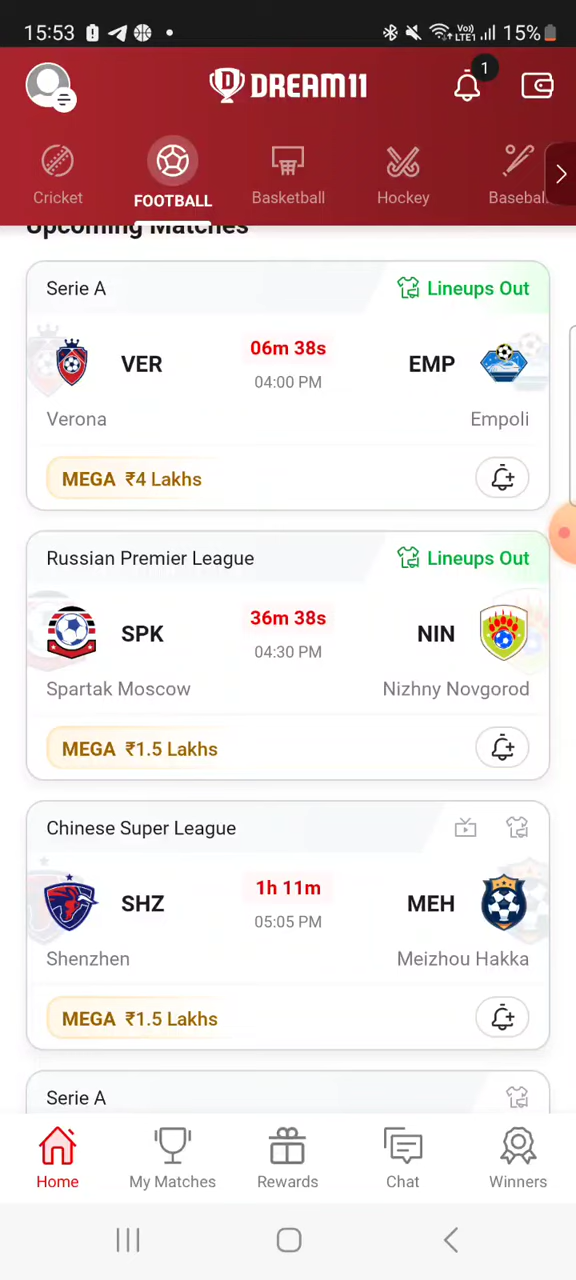 15:53 Vo) LTE1 15%
DREAM11 1
Cricket FOOTBALL Basketball Hockey Basebal
Upcoming Matches
Serie A Lineups Out
VER 06m 38s EMP
04:00 PM
Verona Empoli
MEGA ₹4 Lakhs
Russian Premier League Lineups Out
SPK 36m 38s NIN
04:30 PM
Spartak Moscow Nizhny Novgorod
MEGA ₹1.5 Lakhs
Chinese Super League
SHZ 1h 11m MEH
05:05 PM
Shenzhen Meizhou Hakka
MEGA ₹1.5 Lakhs
Serie A
Home My Matches Rewards Chat Winners